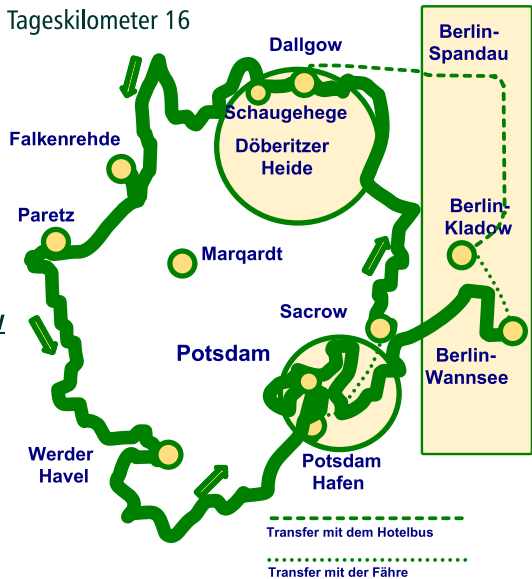 Tageskilometer 16
Dallgow
Berlin-
Spandau
Schaugehege
Falkenrehde
Döberitzer
Heide
Paretz
Berlin-
Kladow
Marqardt
Sacrow
Potsdam
Berlin-
Wannsee
Werder
Havel
Potsdam
Hafen
Transfer mit dem Hotelbus
Transfer mit der Fähre